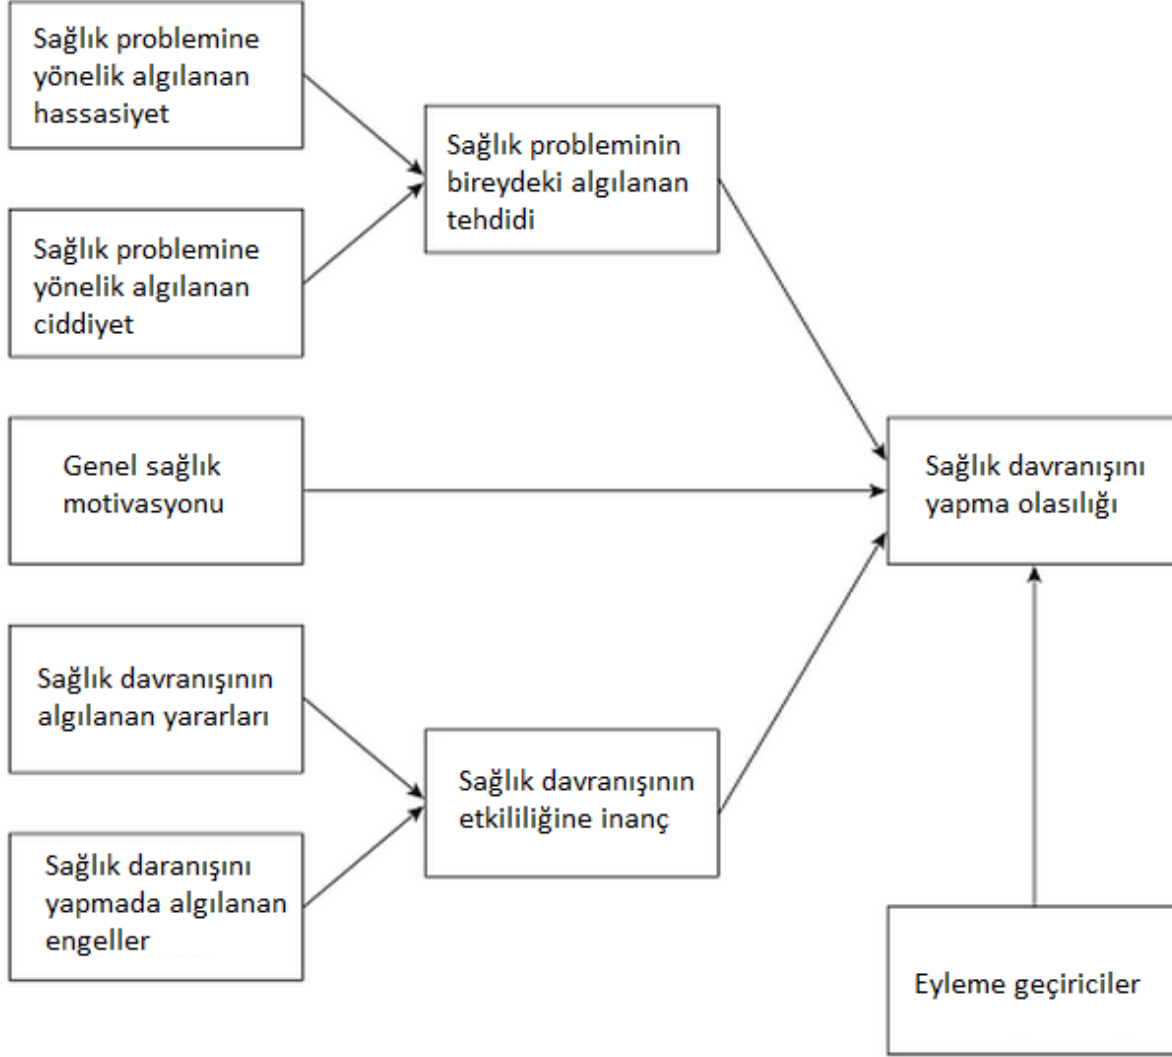 Sağlık problemine
yönelik algılanan
hassasiyet
Sağlık probleminin
bireydeki algılanan
tehdidi
Sağlık problemine
yönelik algılanan
ciddiyet
Genel sağlık
motivasyonu
Sağlık davranışını
yapma olasılığı
Sağlık davranışının
algılanan yararları
Sağlık davranışının
etkililiğine inanç
Sağlık daranışını
yapmada algılanan
engeller
Eyleme geçiriciler